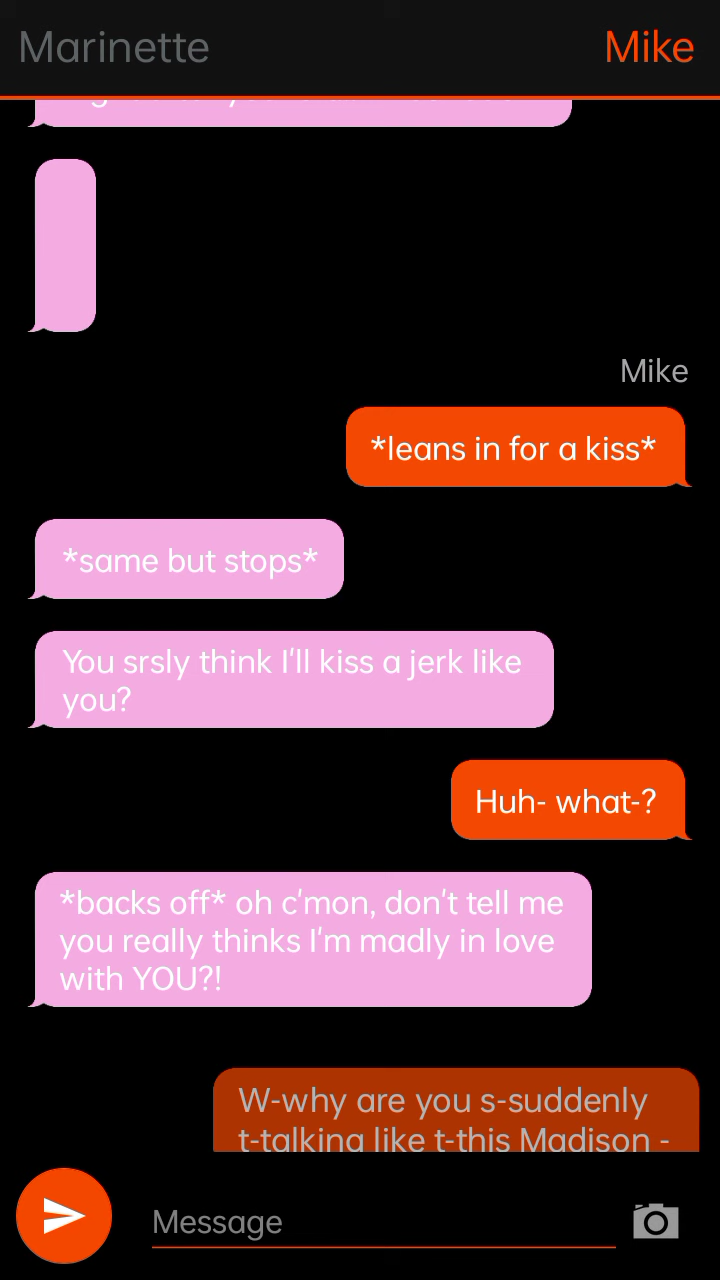 Marinette
Mike
Mike
*leans in for a kiss*
*same but stops*
You srsly think I'll kiss a jerk like
you?
Huh- what-?
*backs off* oh c'mon, don't tell me
you really thinks I'm madly in love
with YOU?!
W-why are you s-suddenly
t-talking like t-this Madison -
Message